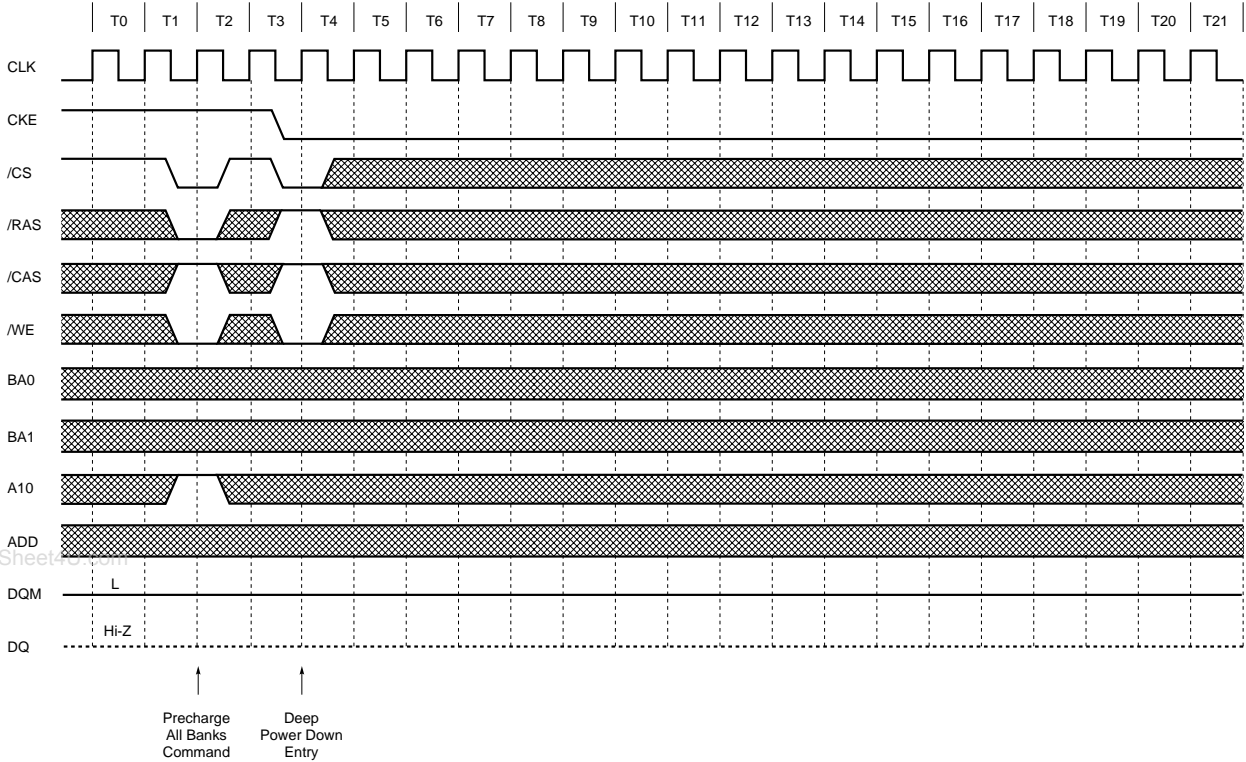 T0 T1 T2 T3 T4 T5 T6 T7 T8 T9 T10 T11 T12 T13 T14 T15 T16 T17 T18 T19 T20 T21
CLK
CKE
/CS
/RAS
/CAS
/WE
BA0
BA1
A10
ADD
Sheet4U.com
L
DQM
Hi-Z
DQ
Precharge
All Banks
Command
Deep
Power Down
Entry